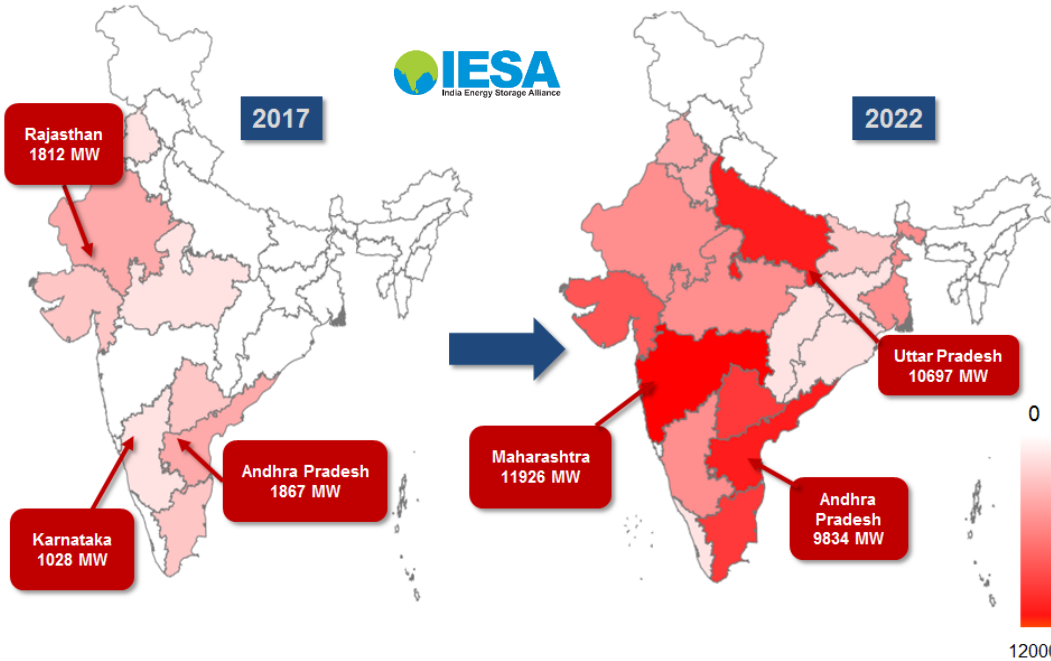 IESA
India Energy Storage Alliance
2017
2022
Rajasthan
1812 MW
Uttar Pradesh
10697 MW
0
Maharashtra
11926 MW
Andhra Pradesh
1867 MW
Andhra
Pradesh
9834 MW
Karnataka
1028 MW